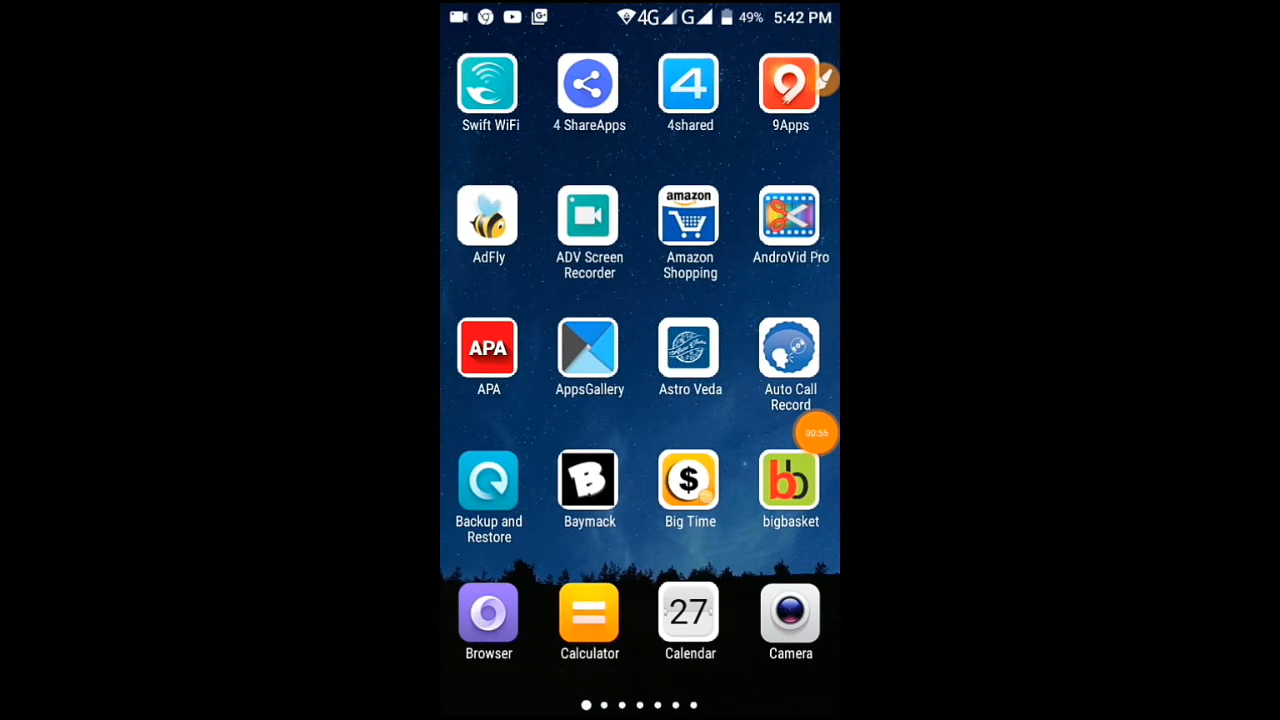 4G G 49% 5:42 PM
4 9
Swift WiFi 4 ShareApps 4shared 9Apps
amazon
AdFly ADV Screen Recorder Amazon Shopping AndroVid Pro
APA
APA AppsGallery Astro Veda Auto Call Record
00:55
B $ bb
Backup and Restore Baymack Big Time bigbasket
27
Browser Calculator Calendar Camera